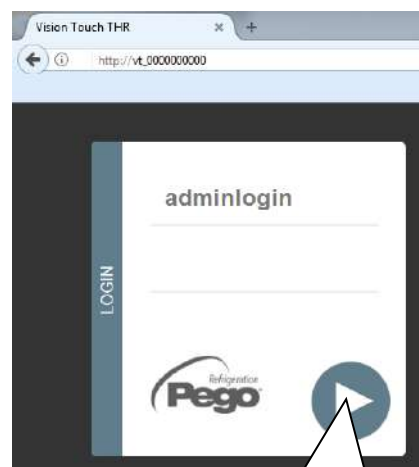 Vision Touch THR
http://vt_0000000000
adminlogin
LOGIN
Refrigeration
Pego